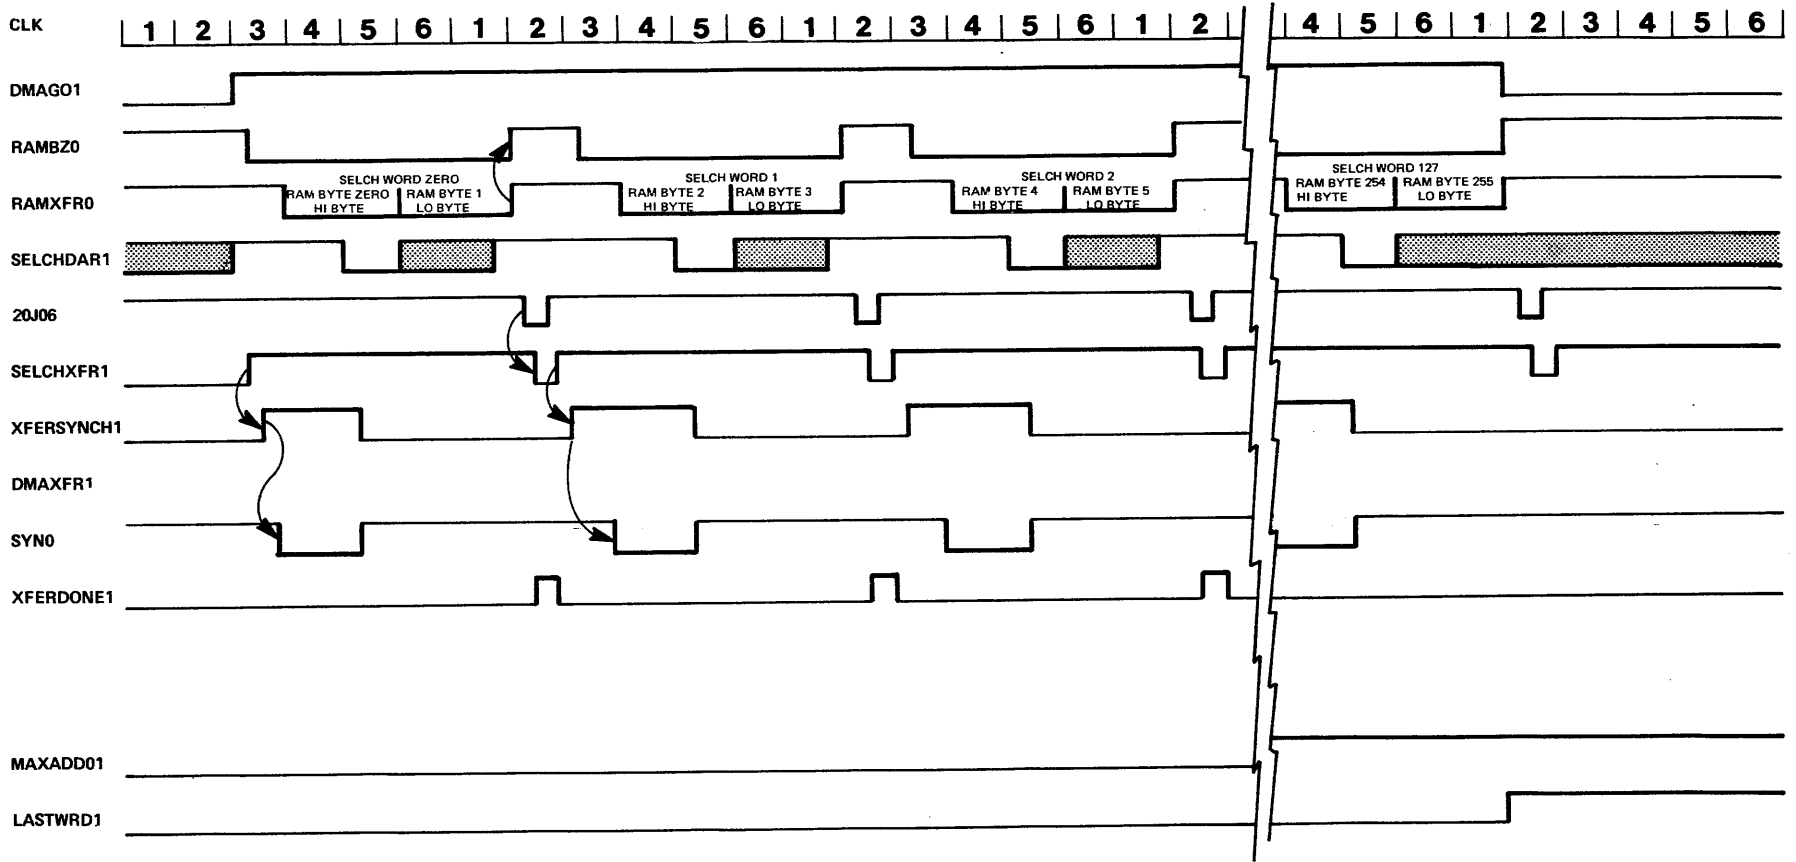 CLK 1 2 3 4 5 6 1 2 3 4 5 6 1 2 3 4 5 6 1 2 4 5 6 1 2 3 4 5 6
DMAGO1
RAMBZ0
SELCH WORD ZERO SELCH WORD 1 SELCH WORD 2 SELCH WORD 127
RAMXFR0 RAM BYTE ZERO HI BYTE RAM BYTE 1 LO BYTE RAM BYTE 2 HI BYTE RAM BYTE 3 LO BYTE RAM BYTE 4 HI BYTE RAM BYTE 5 LO BYTE RAM BYTE 254 HI BYTE RAM BYTE 255 LO BYTE
SELCHDAR1
20J06
SELCHXFR1
XFERSYNCH1
DMAXFR1
SYN0
XFERDONE1
MAXADD01
LASTWRD1